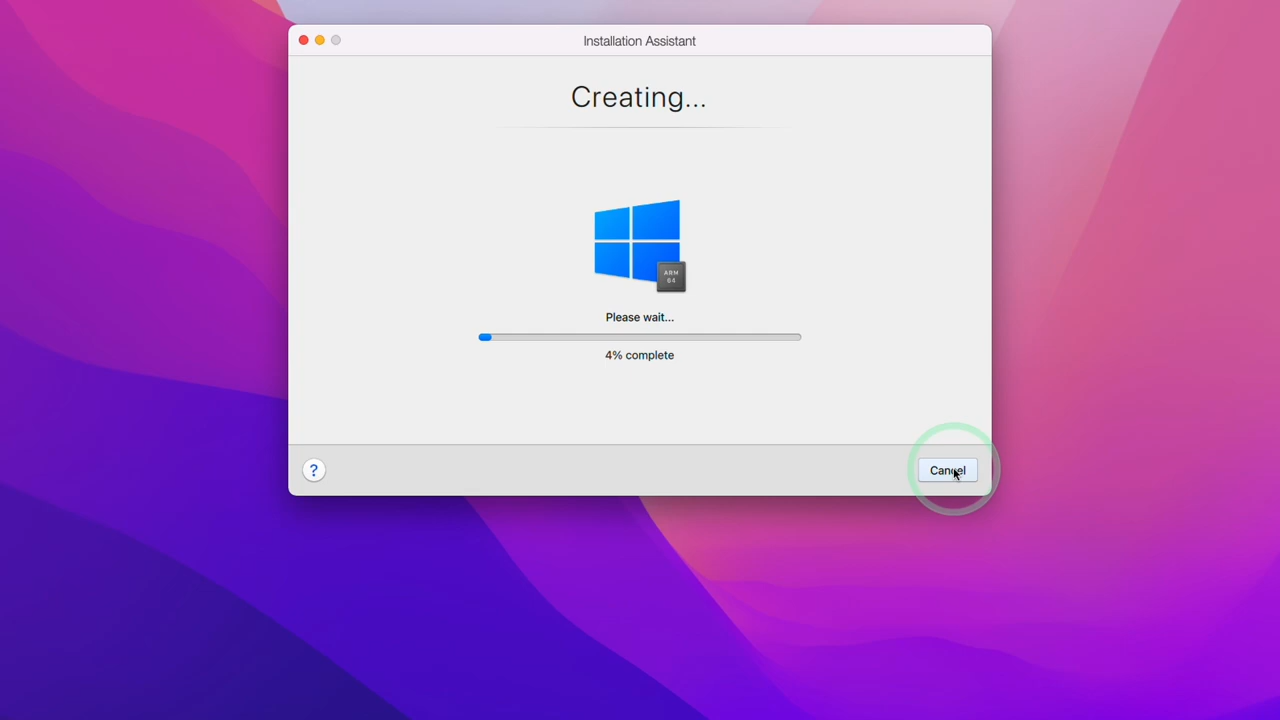 Installation Assistant
Creating...
ARM
64
Please wait...
4% complete
?
Cancel